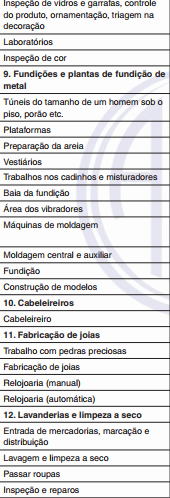 Inspeção de vidros e garrafas, controle
do produto, ornamentação, triagem na
decoração
Laboratórios
Inspeção de cor
9. Fundições e plantas de fundição de
metal
Túneis do tamanho de um homem sob o
piso, porão etc.
Plataformas
Preparação da areia
Vestiários
Trabalhos nos cadinhos e misturadores
Baia da fundição
Área dos vibradores
Máquinas de moldagem
Moldagem central e auxiliar
Fundição
Construção de modelos
10. Cabeleireiros
Cabeleireiro
11. Fabricação de joias
Trabalho com pedras preciosas
Fabricação de joias
Relojoaria (manual)
Relojoaria (automática)
12. Lavanderias e limpeza a seco
Entrada de mercadorias, marcação e
distribuição
Lavagem e limpeza a seco
Passar roupas
Inspeção e reparos